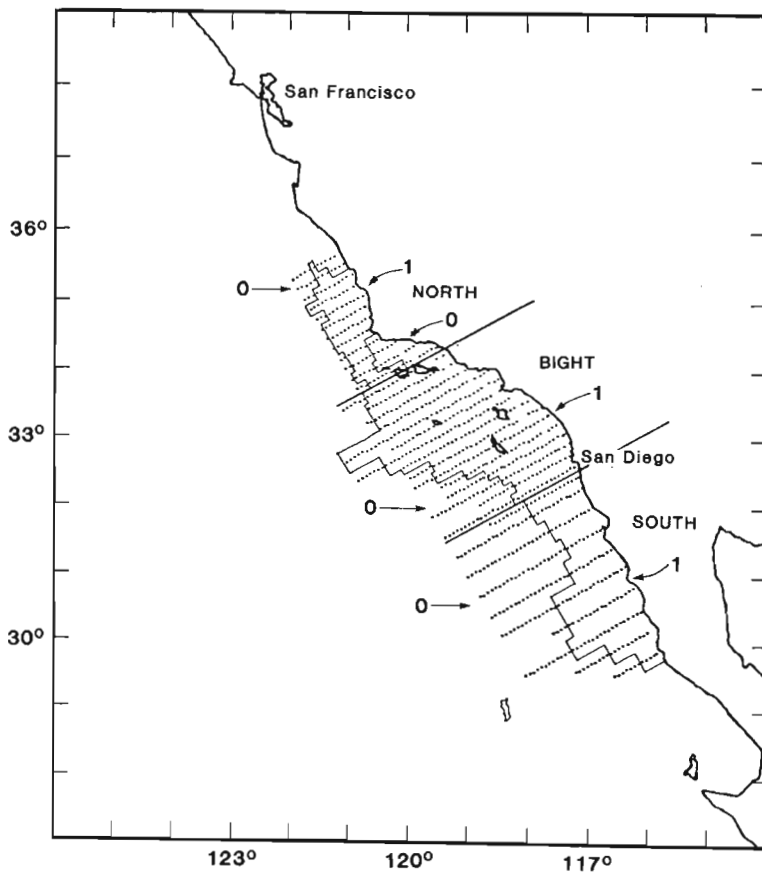 San Francisco
36°
0
1
NORTH
0
BIGHT
1
33°
San Diego
0
SOUTH
1
0
30°
123°
120°
117°